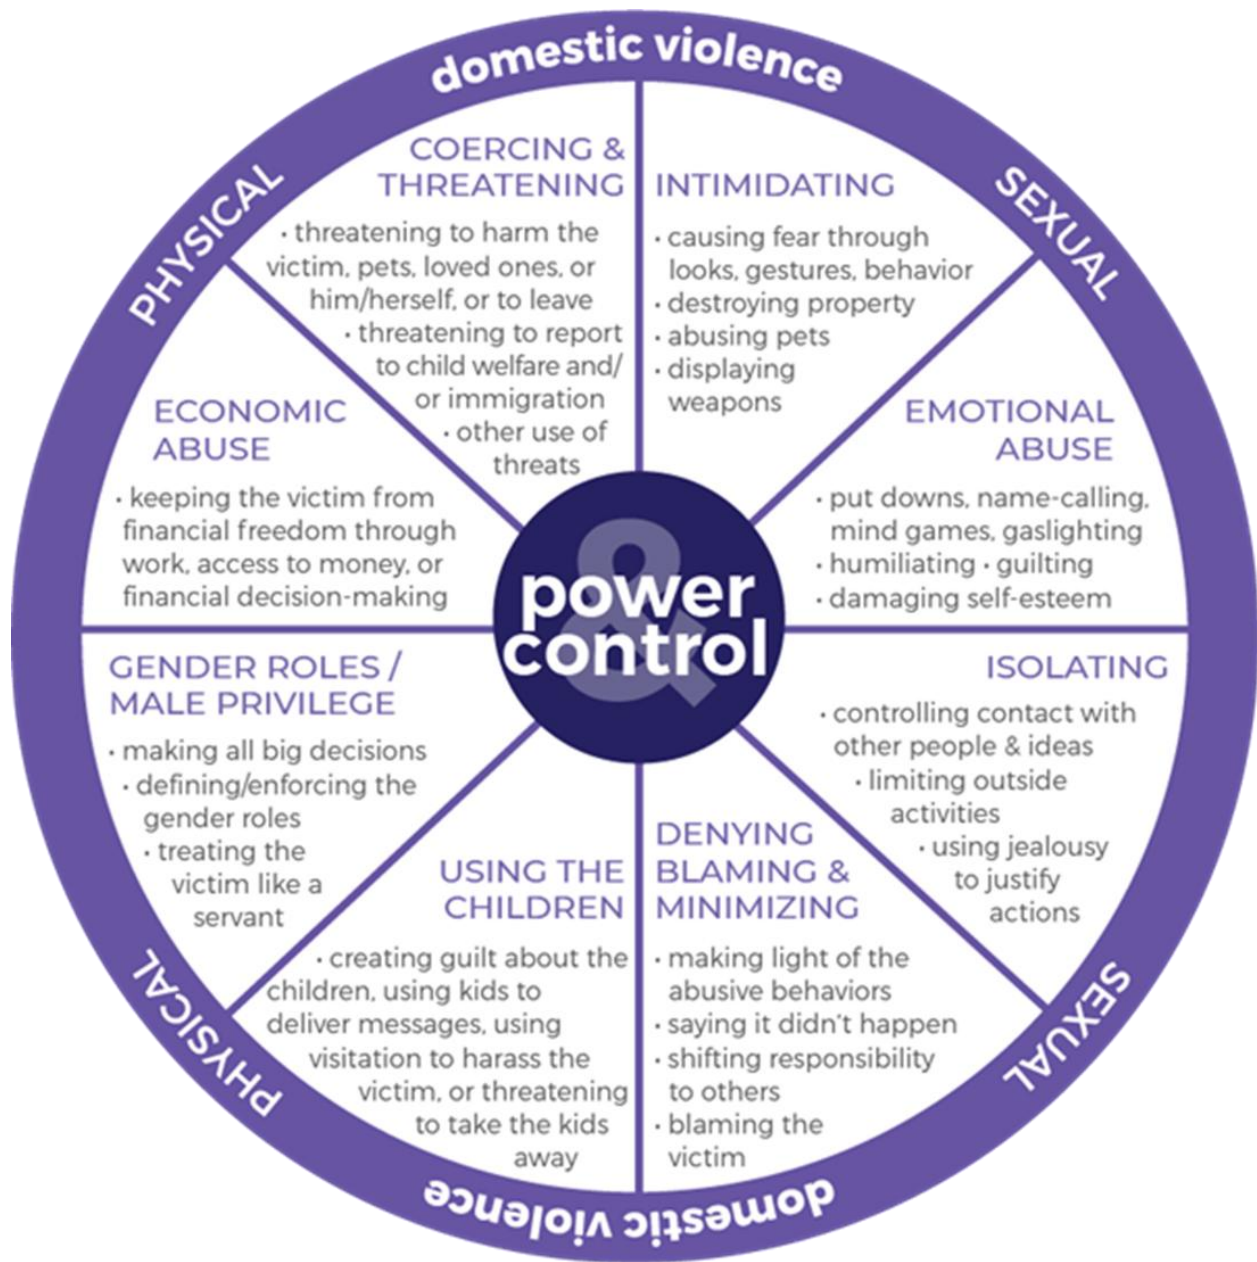 domestic violence
PHYSICAL
SEXUAL
COERCING &
THREATENING
• threatening to harm the
victim, pets, loved ones, or
him/herself, or to leave
• threatening to report
to child welfare and/
or immigration
• other use of
threats
INTIMIDATING
• causing fear through
looks, gestures, behavior
• destroying property
• abusing pets
• displaying
weapons
ECONOMIC
ABUSE
• keeping the victim from
financial freedom through
work, access to money, or
financial decision-making
EMOTIONAL
ABUSE
• put downs, name-calling,
mind games, gaslighting
• humiliating • guilting
• damaging self-esteem
&
power
control
GENDER ROLES /
MALE PRIVILEGE
• making all big decisions
• defining/enforcing the
gender roles
• treating the
victim like a
servant
ISOLATING
• controlling contact with
other people & ideas
• limiting outside
activities
• using jealousy
to justify
actions
USING THE
CHILDREN
• creating guilt about the
children, using kids to
deliver messages, using
visitation to harass the
victim, or threatening
to take the kids
away
DENYING
BLAMING &
MINIMIZING
• making light of the
abusive behaviors
• saying it didn't happen
• shifting responsibility
to others
• blaming the
victim
PHYSICAL
SEXUAL
domestic violence